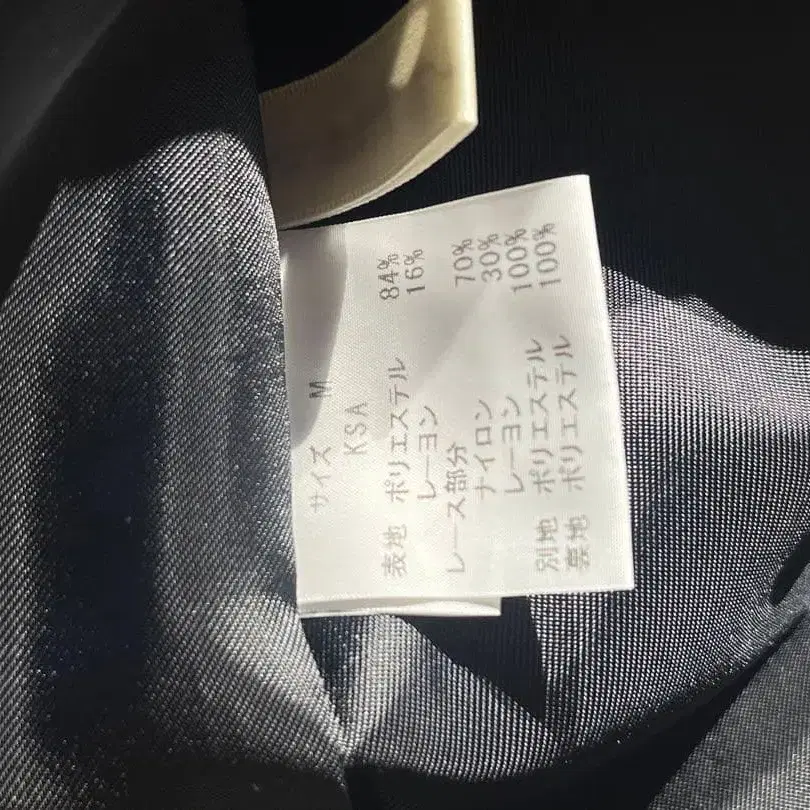 サイズ M
KSA
表地 ポリエステル 84%
レーヨン 16%
レース部分
ナイロン 70%
レーヨン 30%
別地 ポリエステル 100%
裏地 ポリエステル 100%